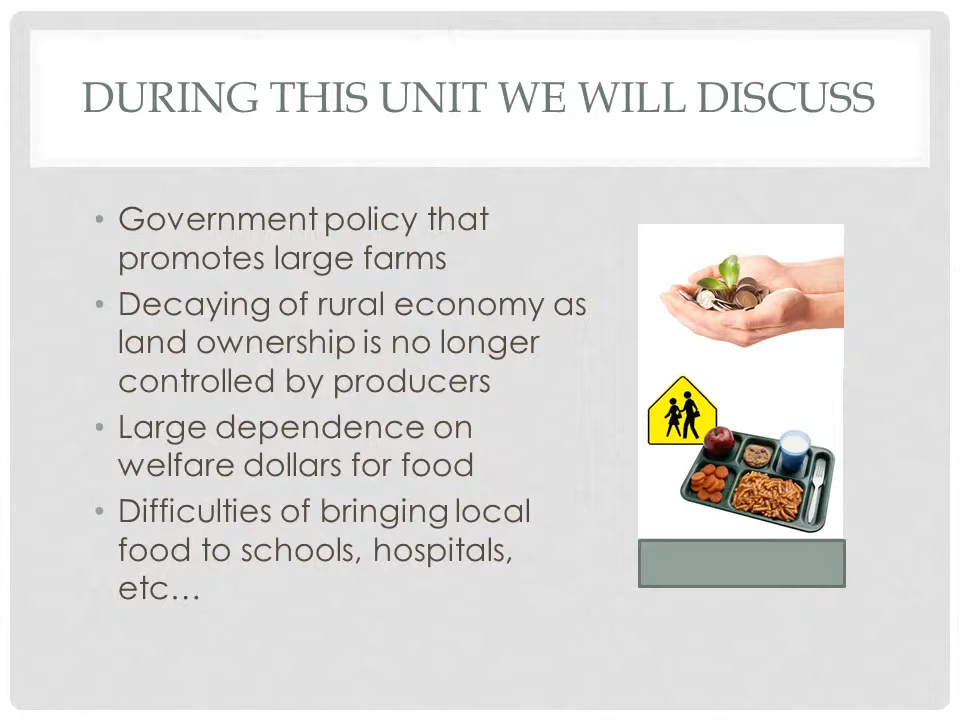 DURING THIS UNIT WE WILL DISCUSS
• Government policy that
promotes large farms
• Decaying of rural economy as
land ownership is no longer
controlled by producers
• Large dependence on
welfare dollars for food
• Difficulties of bringing local
food to schools, hospitals,
etc…